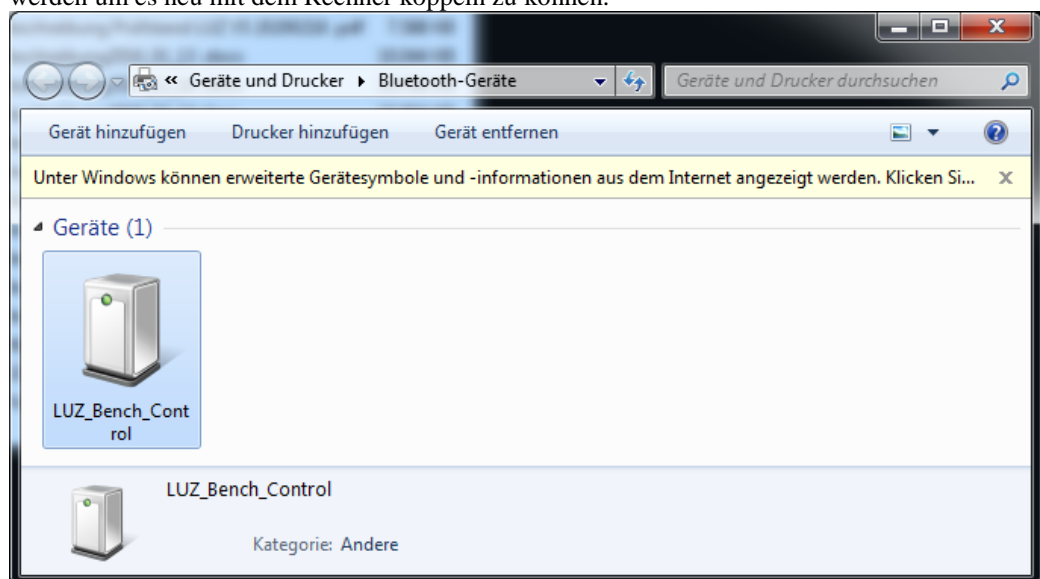 werden um es neu mit dem Rechner koppeln zu können.
« Geräte und Drucker Bluetooth-Geräte
Geräte und Drucker durchsuchen
Gerät hinzufügen Drucker hinzufügen Gerät entfernen
Unter Windows können erweiterte Gerätesymbole und -informationen aus dem Internet angezeigt werden. Klicken Si...
Geräte (1)
LUZ_Bench_Cont
rol
LUZ_Bench_Control
Kategorie: Andere